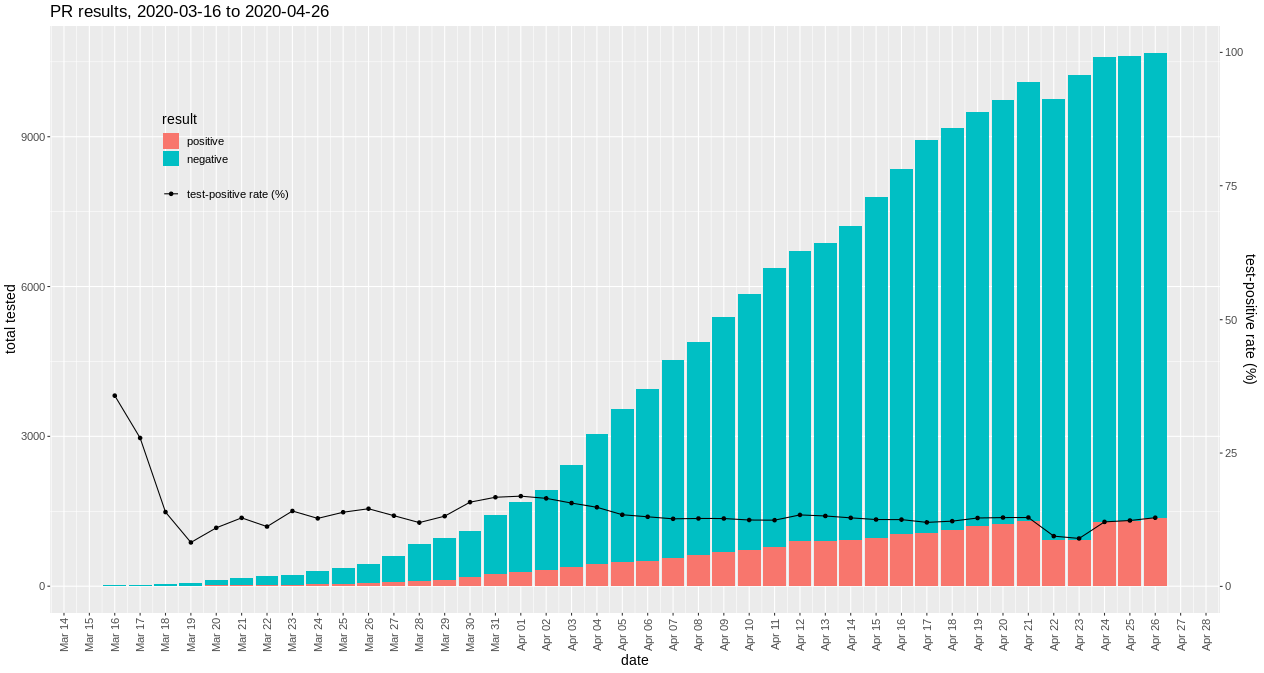 PR results, 2020-03-16 to 2020-04-26
total tested
9000
6000
3000
0
result
positive
negative
test-positive rate (%)
100
75
50
25
0
test-positive rate (%)
Mar 14
Mar 15
Mar 16
Mar 17
Mar 18
Mar 19
Mar 20
Mar 21
Mar 22
Mar 23
Mar 24
Mar 25
Mar 26
Mar 27
Mar 28
Mar 29
Mar 30
Mar 31
Apr 01
Apr 02
Apr 03
Apr 04
Apr 05
Apr 06
Apr 07
Apr 08
Apr 09
Apr 10
Apr 11
Apr 12
Apr 13
Apr 14
Apr 15
Apr 16
Apr 17
Apr 18
Apr 19
Apr 20
Apr 21
Apr 22
Apr 23
Apr 24
Apr 25
Apr 26
Apr 27
Apr 28
date